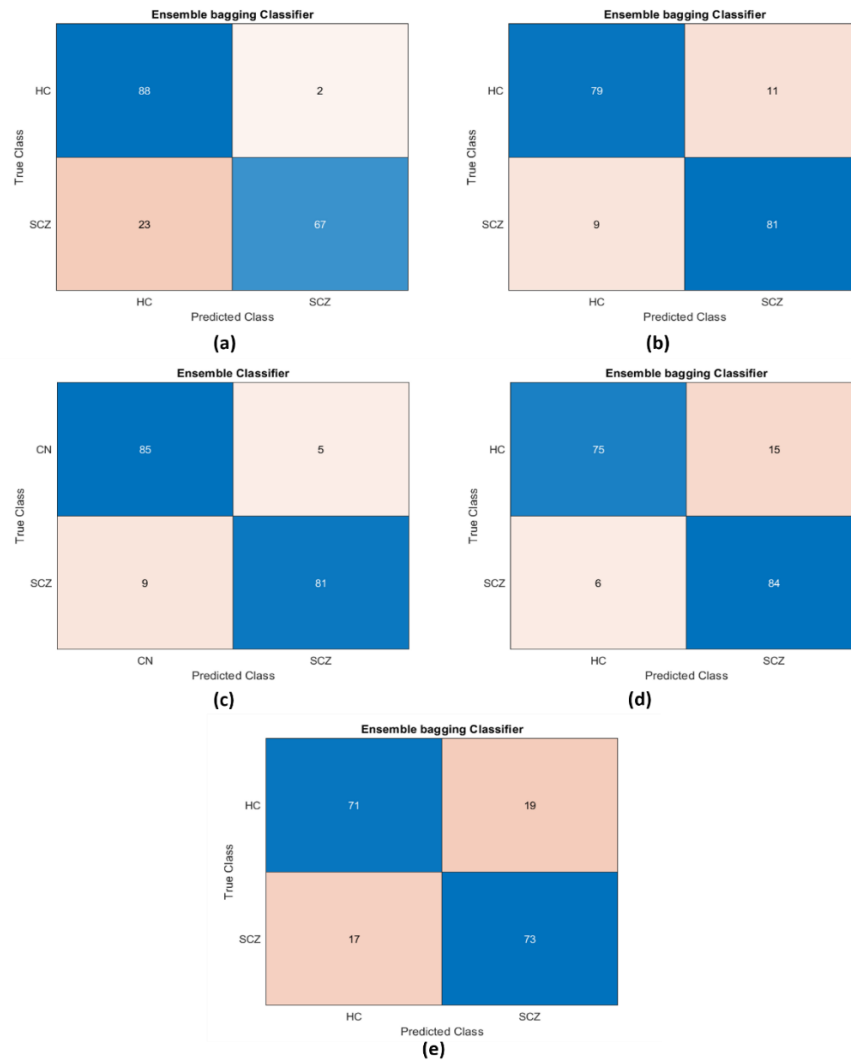 Ensemble bagging Classifier
HC
88
2
True Class
SCZ
23
67
HC
SCZ
Predicted Class
(a)
Ensemble bagging Classifier
HC
79
11
True Class
SCZ
9
81
HC
SCZ
Predicted Class
(b)
Ensemble Classifier
CN
85
5
True Class
SCZ
9
81
CN
SCZ
Predicted Class
(c)
Ensemble bagging Classifier
HC
75
15
True Class
SCZ
6
84
HC
SCZ
Predicted Class
(d)
Ensemble bagging Classifier
HC
71
19
True Class
SCZ
17
73
HC
SCZ
Predicted Class
(e)